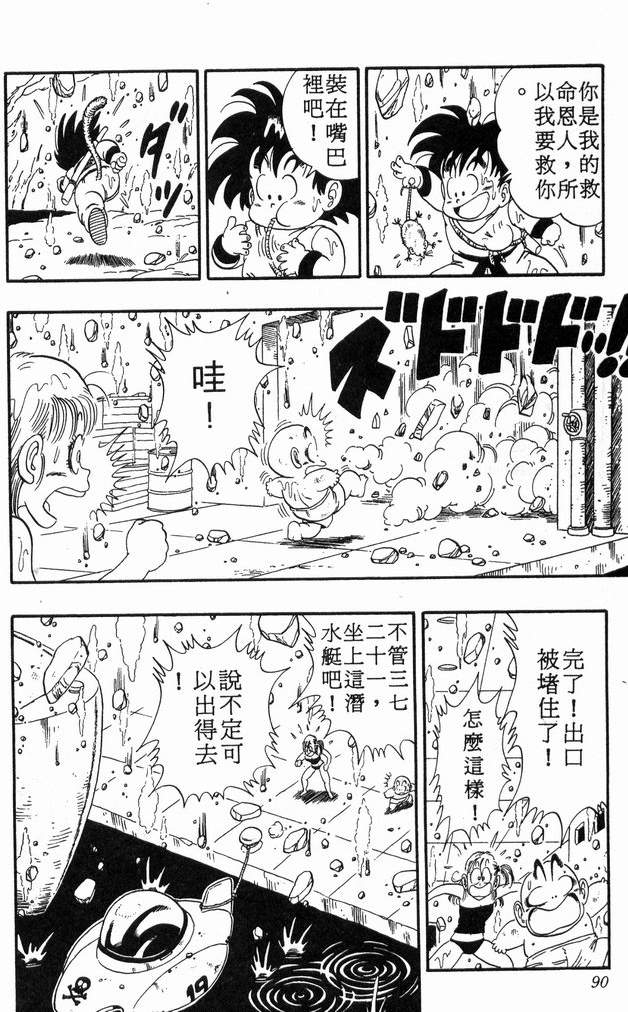 你是我的救
命恩人，所
以我要救你
。
裝在嘴巴
裡吧！
ダダ
ズドドドド!!
哇！
完了！出口
被堵住了！
怎麼這樣！
不管三七
二十一，
坐上這潛
水艇吧！
說不定可
以出得去
！
19
90